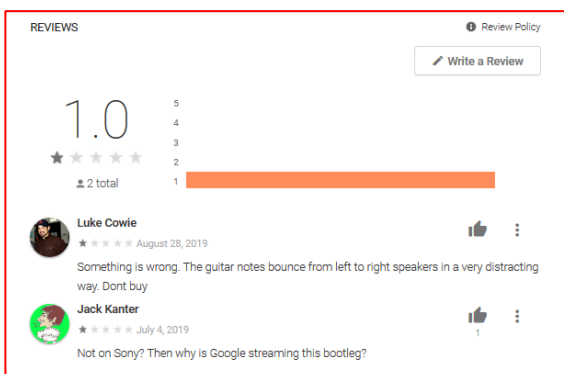 REVIEWS
Review Policy
Write a Review
1.0
5
4
3
2
1
2 total
Luke Cowie
August 28, 2019
Something is wrong. The guitar notes bounce from left to right speakers in a very distracting
way. Dont buy
Jack Kanter
July 4, 2019
1
Not on Sony? Then why is Google streaming this bootleg?